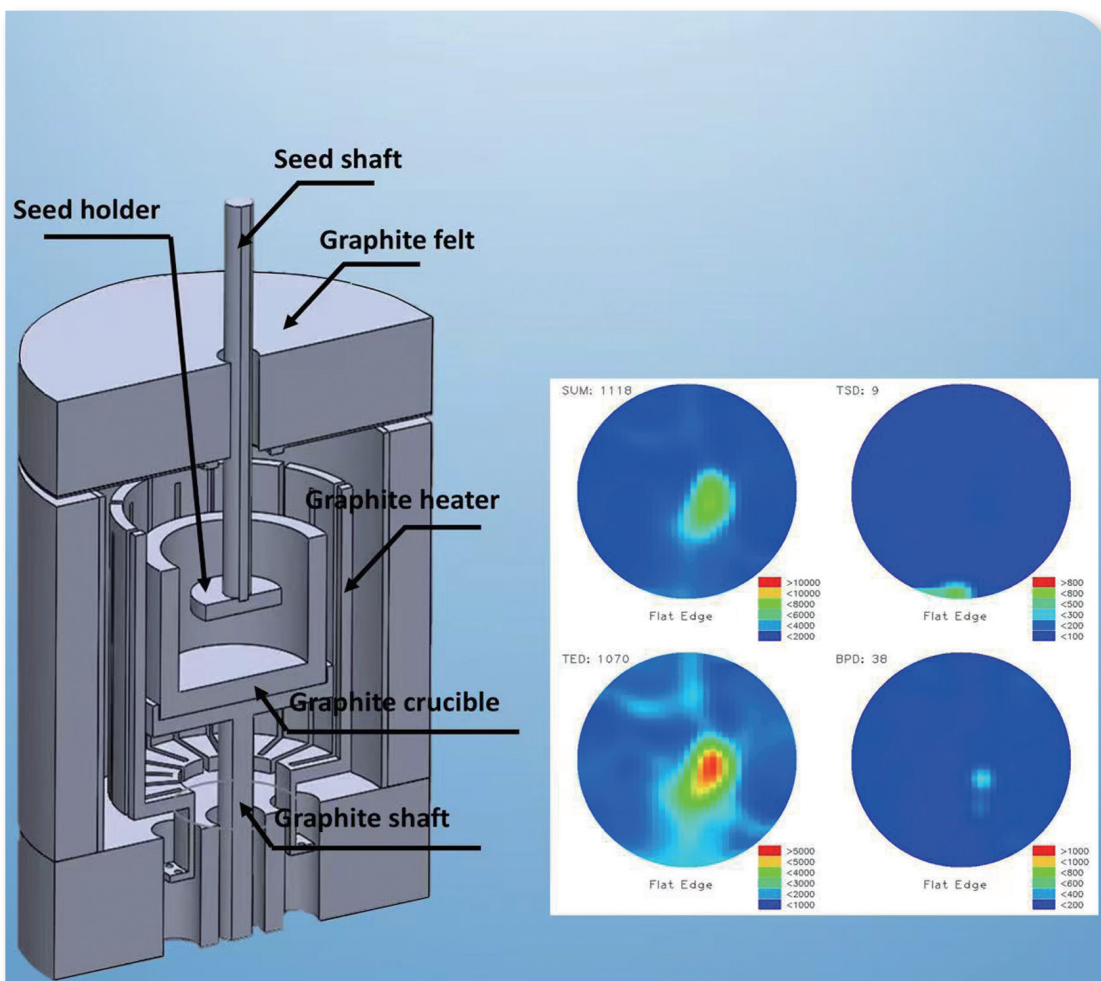 Seed shaft
Seed holder
Graphite felt
Graphite heater
Graphite crucible
Graphite shaft
SUM: 1118
>10000
<10000
<8000
<6000
<4000
<2000
Flat Edge
TSD: 9
>800
<800
<500
<300
<200
<100
Flat Edge
TED: 1070
>5000
<5000
<4000
<3000
<2000
<1000
Flat Edge
BPD: 38
>1000
<1000
<800
<600
<400
<200
Flat Edge